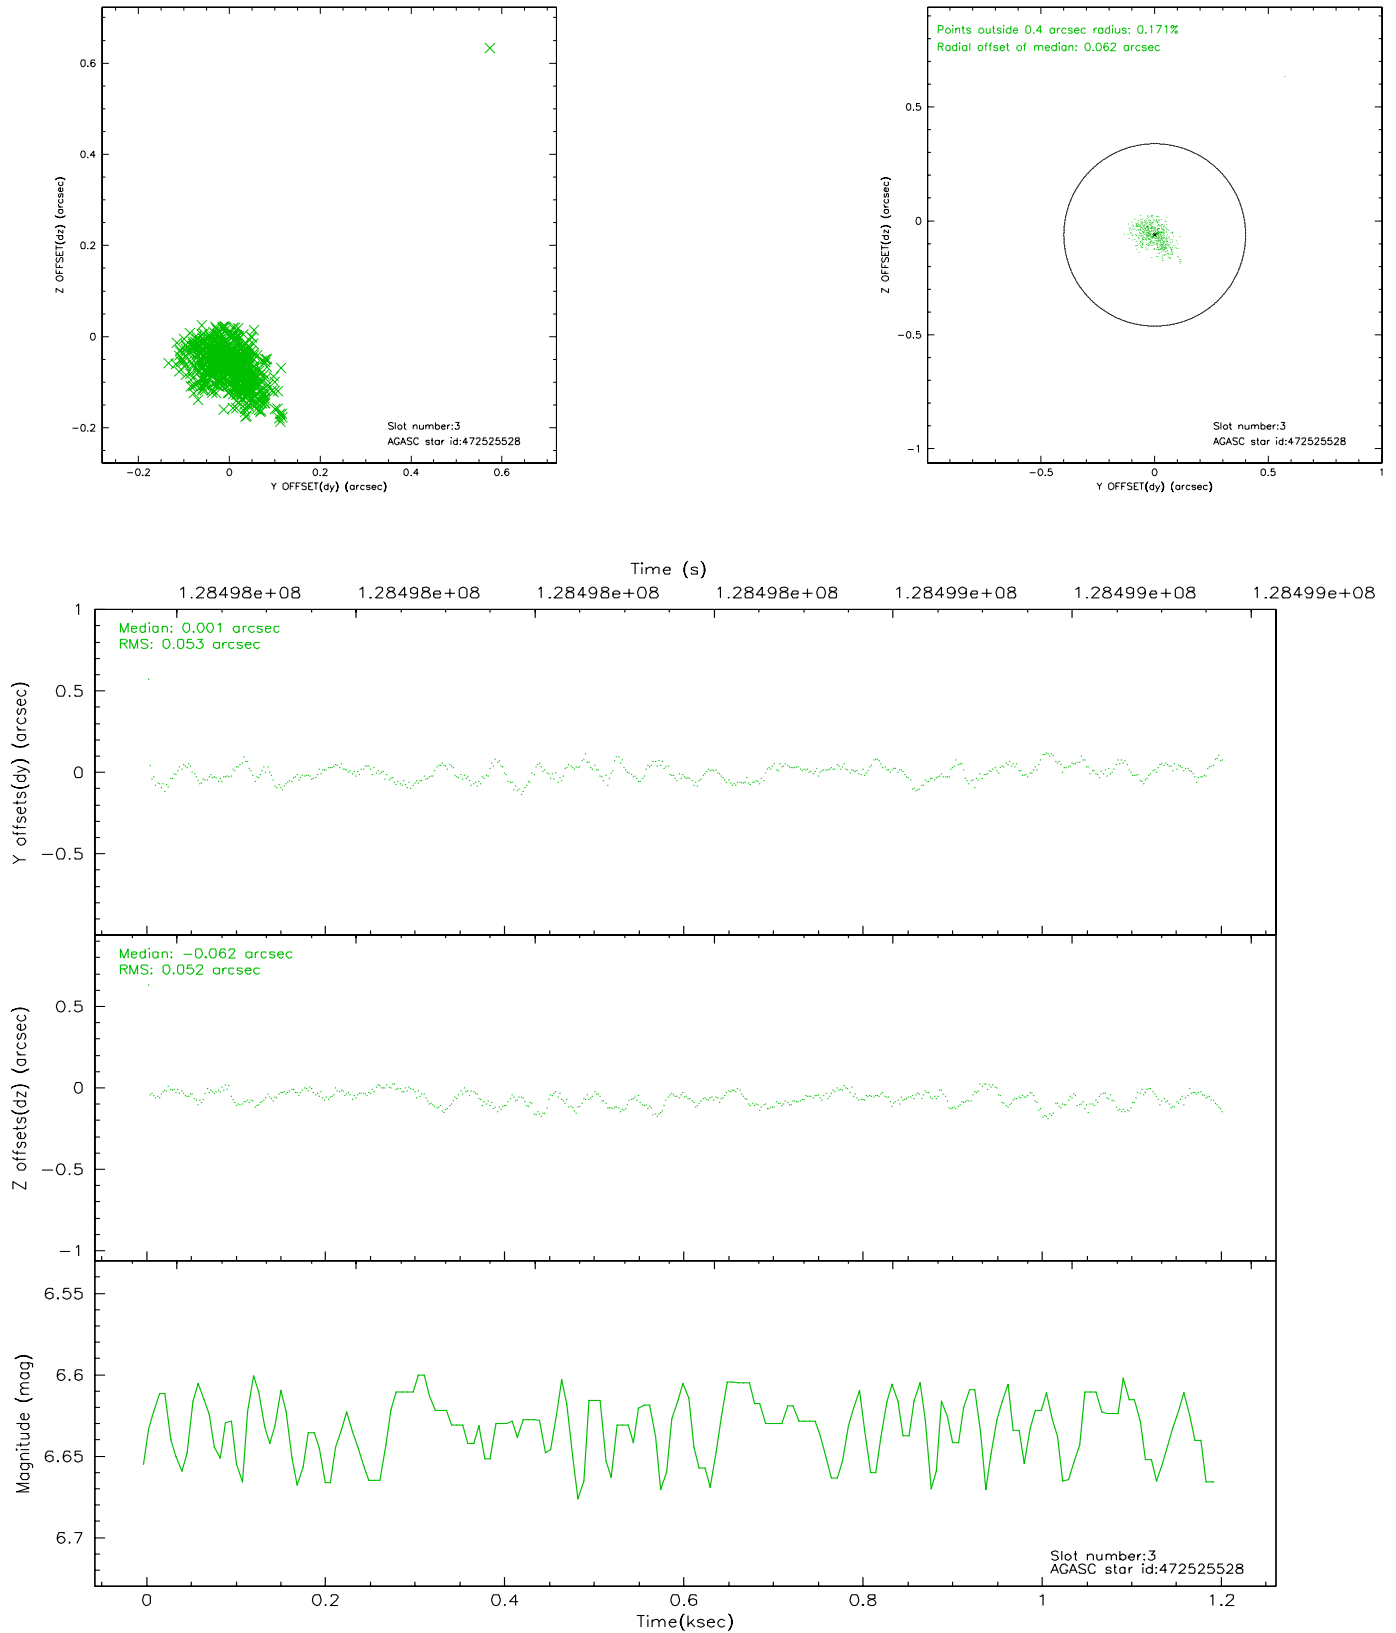 0.6
0.4
0.2
0
−0.2
Z OFFSET(dz) (arcsec)
Slot number:3
AGASC star id:472525528
−0.2 0 0.2 0.4 0.6
Y OFFSET(dy) (arcsec)
Points outside 0.4 arcsec radius: 0.171%
Radial offset of median: 0.062 arcsec
0.5
0
−0.5
−1
Z OFFSET(dz) (arcsec)
Slot number:3
AGASC star id:472525528
−0.5 0 0.5 1
Y OFFSET(dy) (arcsec)
Time (s)
1.28498e+08 1.28498e+08 1.28498e+08 1.28498e+08 1.28499e+08 1.28499e+08 1.28499e+08
Median: 0.001 arcsec
RMS: 0.053 arcsec
1
0.5
0
−0.5
Y offsets(dy) (arcsec)
Median: −0.062 arcsec
RMS: 0.052 arcsec
0.5
0
−0.5
−1
Z offsets(dz) (arcsec)
6.55
6.6
6.65
6.7
Magnitude (mag)
Slot number:3
AGASC star id:472525528
0 0.2 0.4 0.6 0.8 1 1.2
Time(ksec)